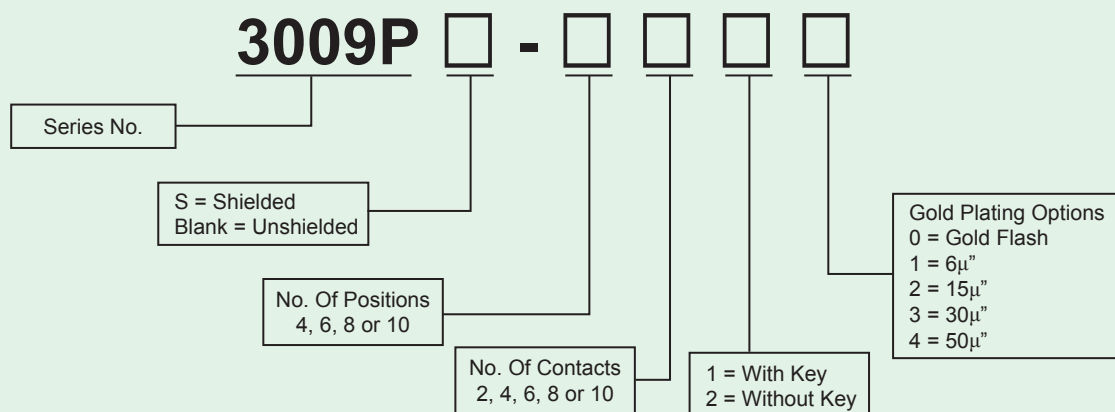 3009P □ - □ □ □ □
Series No.
S = Shielded
Blank = Unshielded
No. Of Positions
4, 6, 8 or 10
No. Of Contacts
2, 4, 6, 8 or 10
1 = With Key
2 = Without Key
Gold Plating Options
0 = Gold Flash
1 = 6μ”
2 = 15μ”
3 = 30μ”
4 = 50μ”